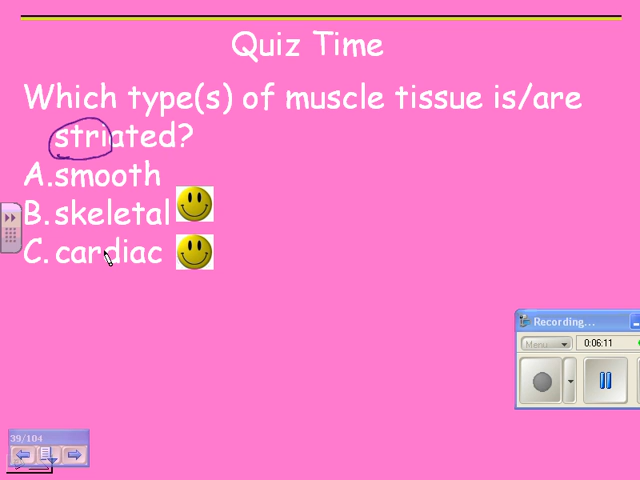 Quiz Time
Which type(s) of muscle tissue is/are
striated?
A.smooth
B.skeletal
C.cardiac
Recording...
Menu
0:06:11
39/104